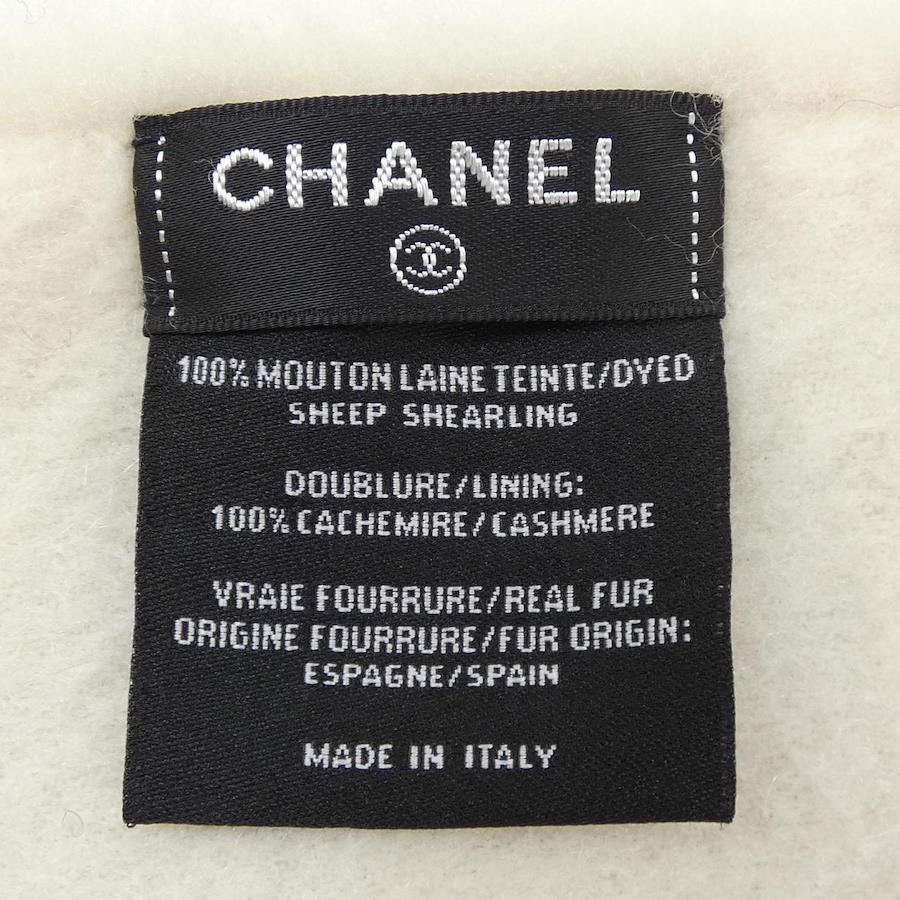 CHANEL
100% MOUTON LAINE TEINTE/DYED
SHEEP SHEARLING
DOUBLURE/LINING:
100% CACHEMIRE/CASHMERE
VRAIE FOURRURE/REAL FUR
ORIGINE FOURRURE/FUR ORIGIN:
ESPAGNE/SPAIN
MADE IN ITALY